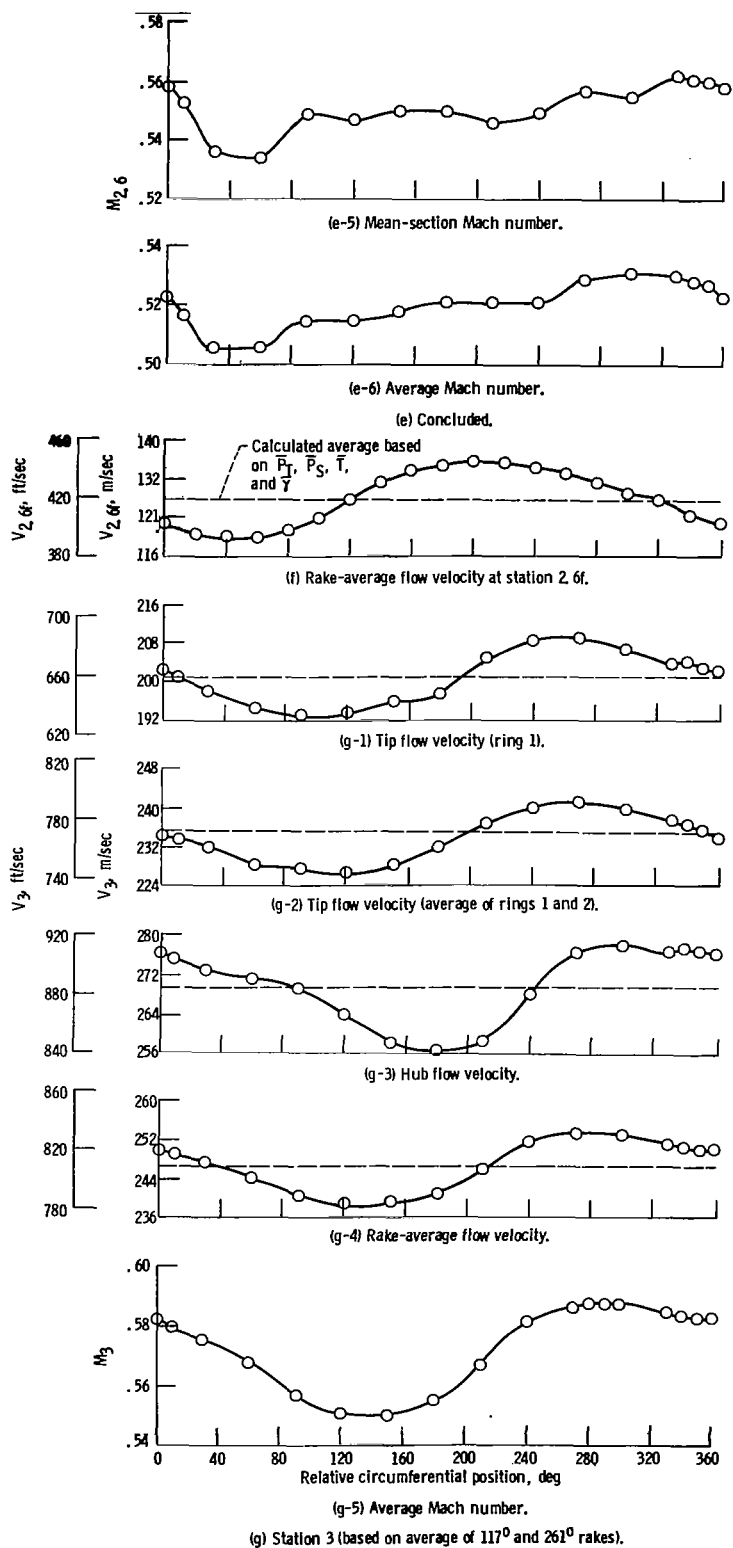 .58
.56
.54
.52
M2, 6
(e-5) Mean-section Mach number.
.54
.52
.50
(e-6) Average Mach number.
(e) Concluded.
V2, 6f, ft/sec
460
420
380
V2, 6f, m/sec
140
132
121
116
Calculated average based
on P̅T, P̅S, T̅,
and γ̅
(f) Rake-average flow velocity at station 2, 6f.
700
660
620
216
208
200
192
(g-1) Tip flow velocity (ring 1).
V3, ft/sec
V3, m/sec
820
780
740
248
240
232
224
(g-2) Tip flow velocity (average of rings 1 and 2).
920
880
840
280
272
264
256
(g-3) Hub flow velocity.
860
820
780
260
252
244
236
(g-4) Rake-average flow velocity.
M3
.60
.58
.56
.54
0 40 80 120 160 200 240 280 320 360
Relative circumferential position, deg
(g-5) Average Mach number.
(g) Station 3 (based on average of 117⁰ and 261⁰ rakes).